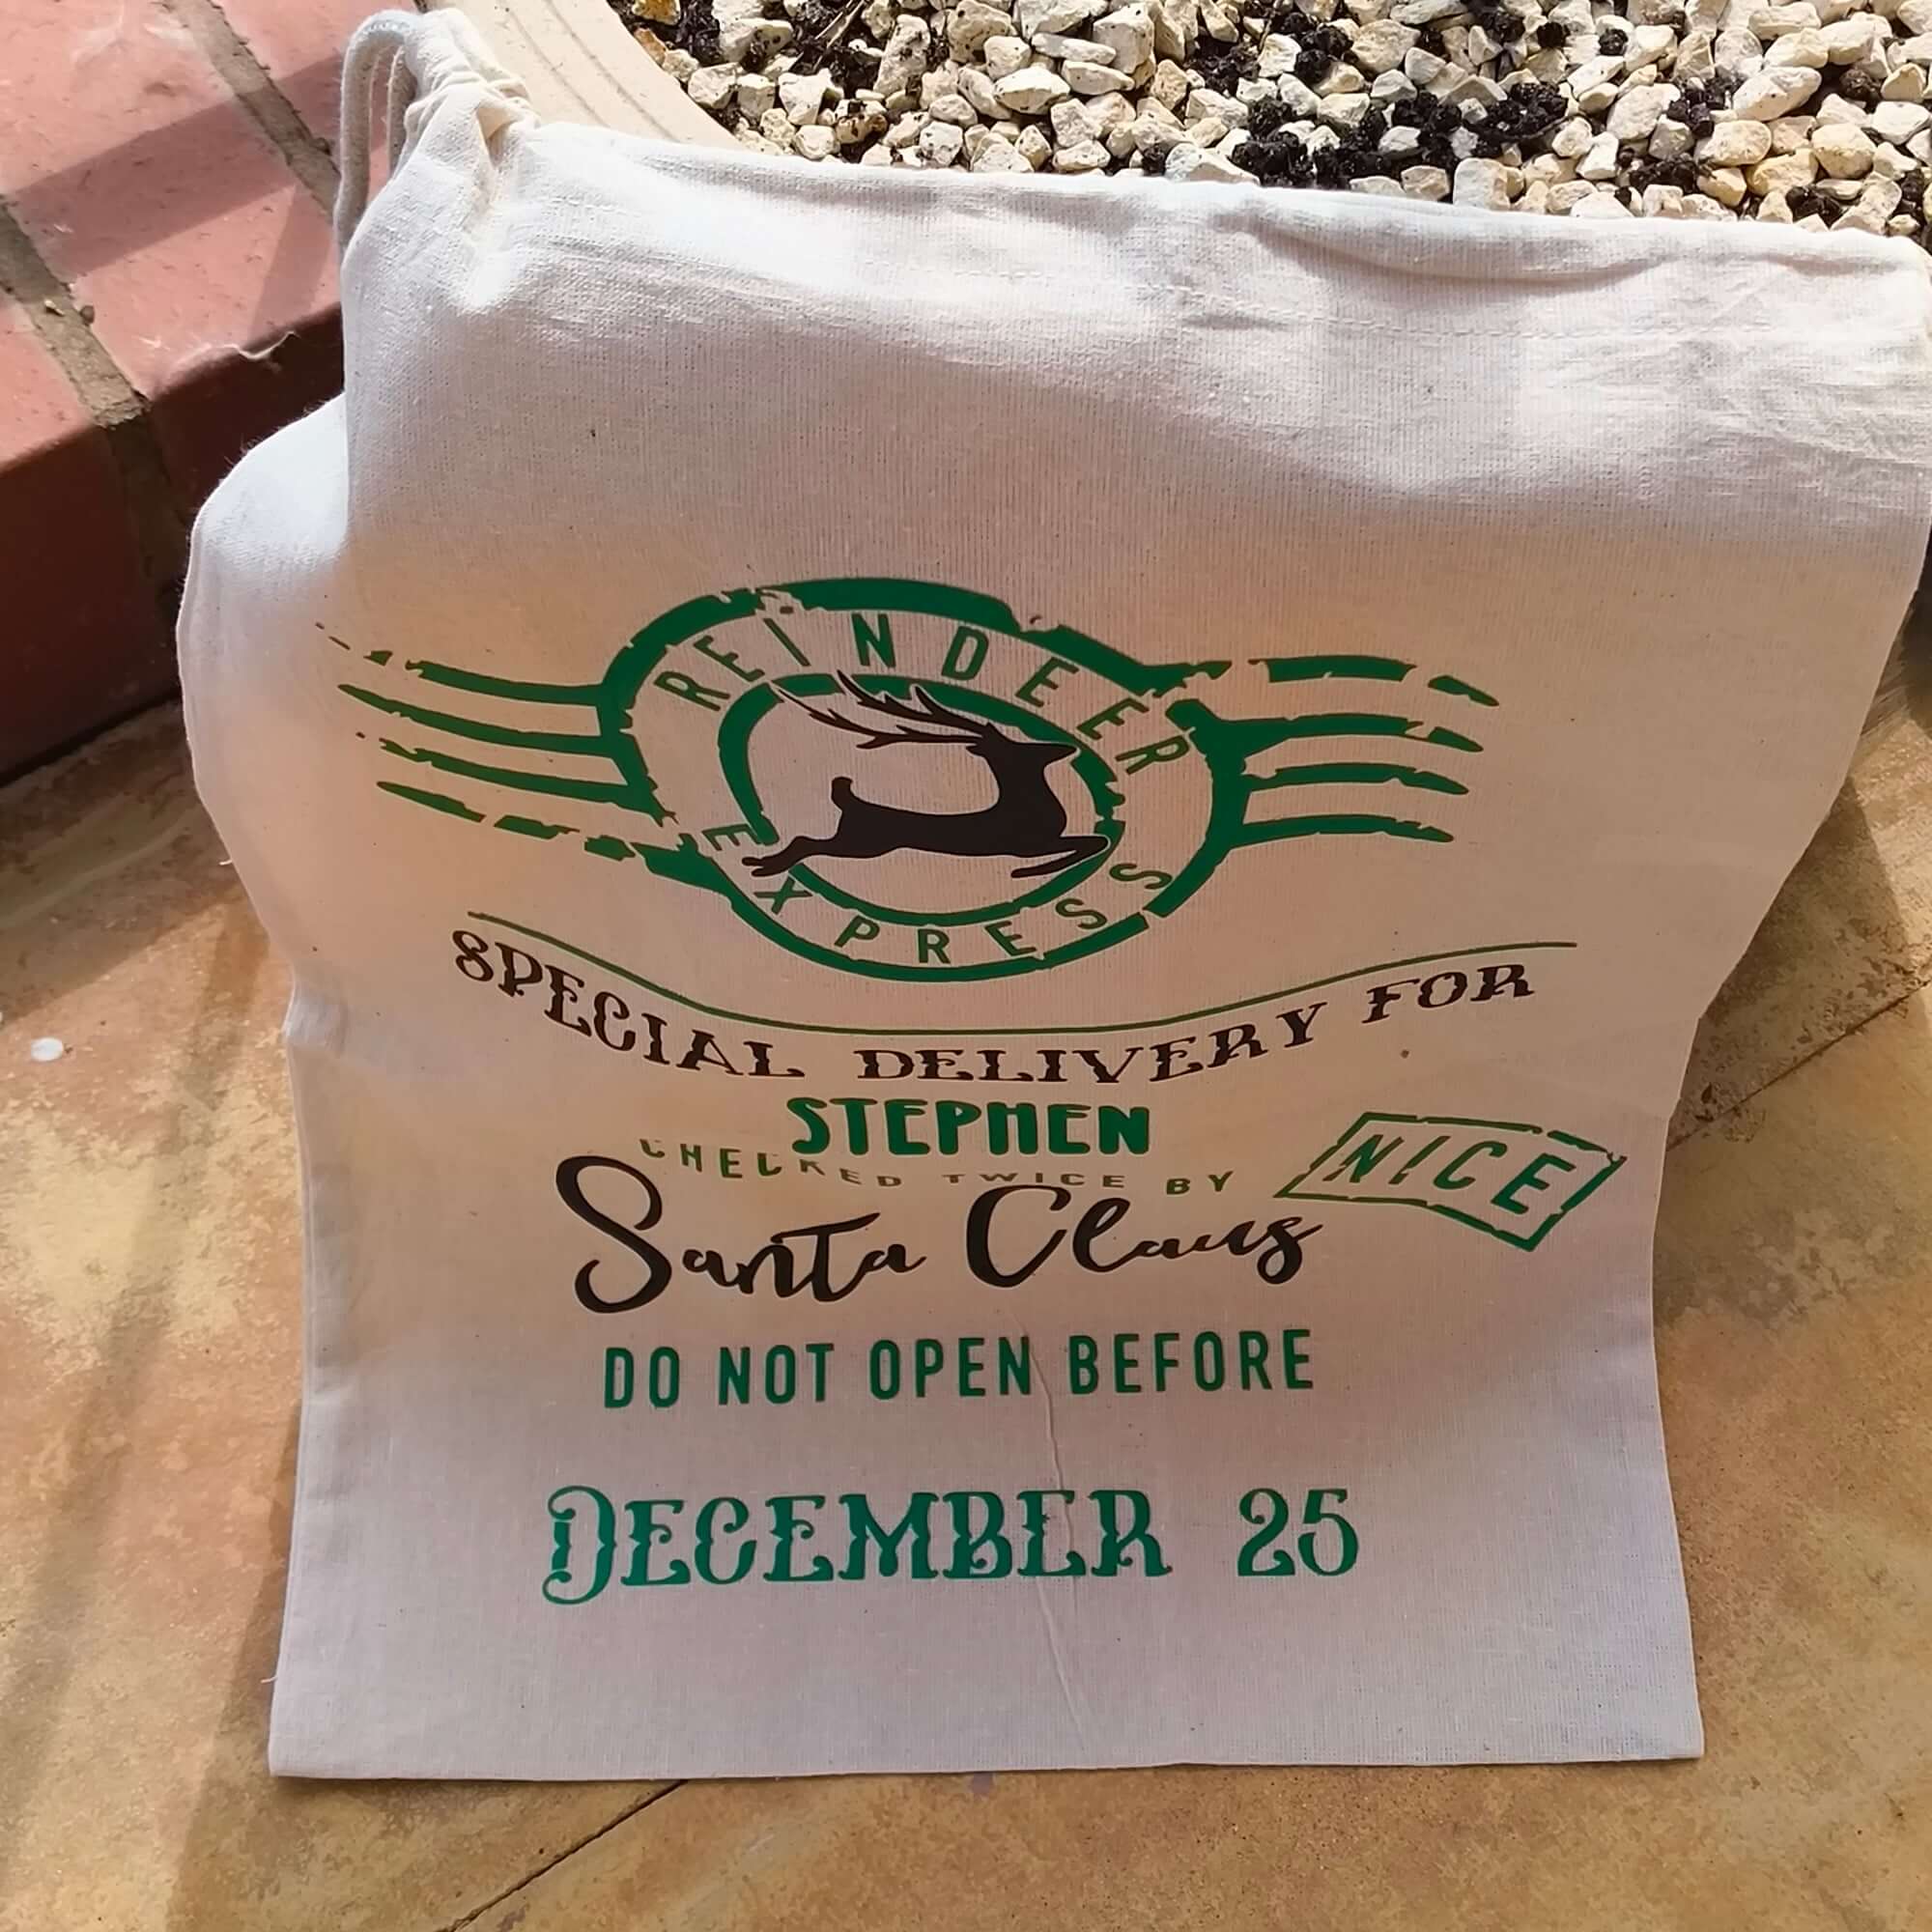 REINDEER
EXPRESS
SPECIAL DELIVERY FOR
STEPHEN
CHECKED TWICE BY
NICE
Santa Claus
DO NOT OPEN BEFORE
DECEMBER 25